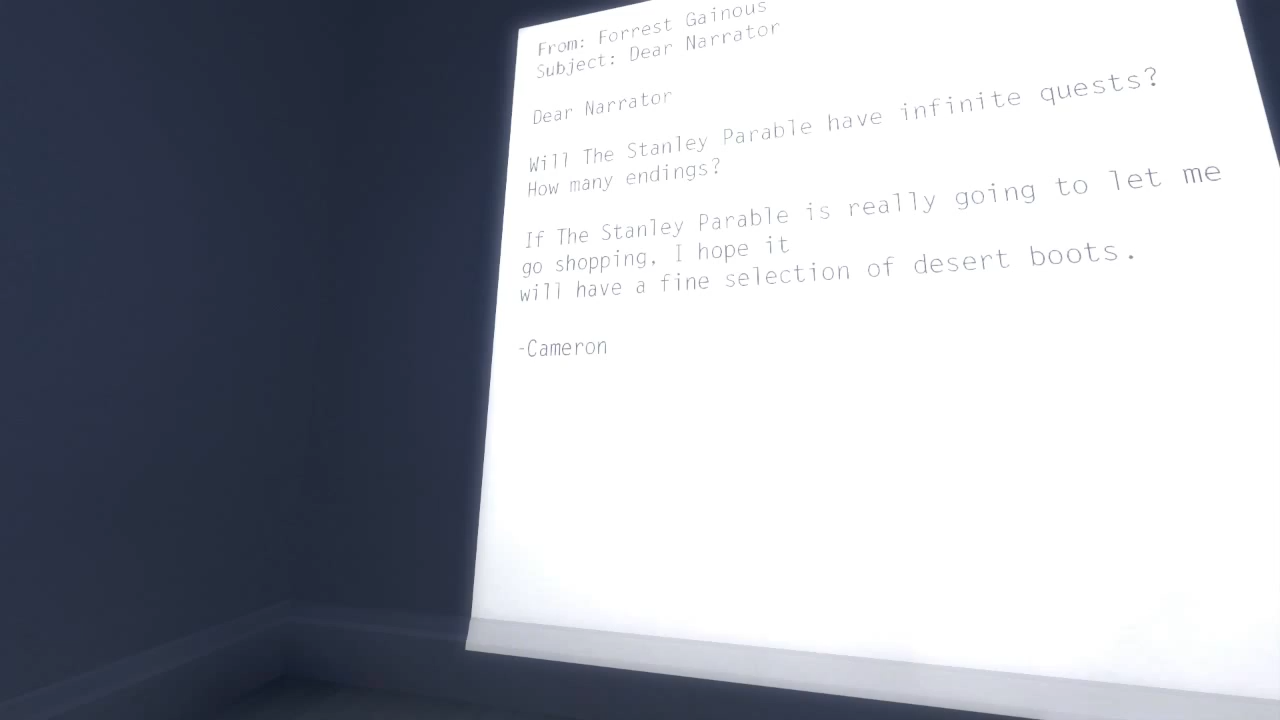 From: Forrest Gainous
Subject: Dear Narrator
Dear Narrator
Will The Stanley Parable have infinite quests?
How many endings?
If The Stanley Parable is really going to let me
go shopping, I hope it
will have a fine selection of desert boots.
-Cameron